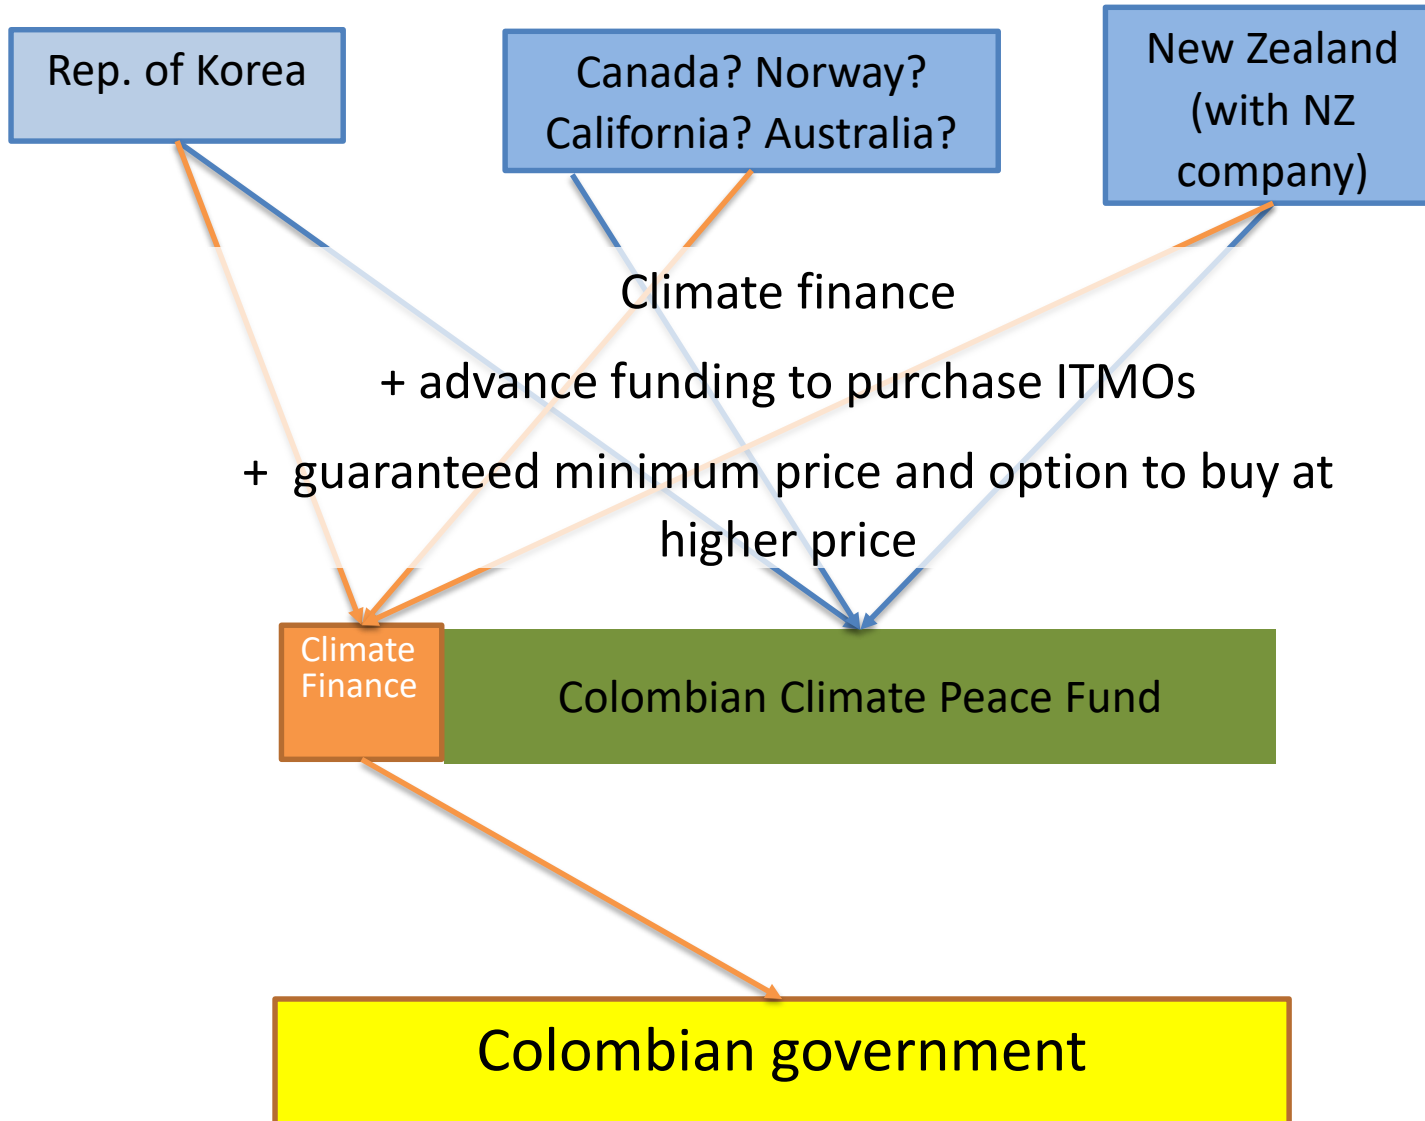 Rep. of Korea
Canada? Norway?
California? Australia?
New Zealand
(with NZ
company)
Climate finance
+ advance funding to purchase ITMOs
+ guaranteed minimum price and option to buy at
higher price
Climate
Finance
Colombian Climate Peace Fund
Colombian government